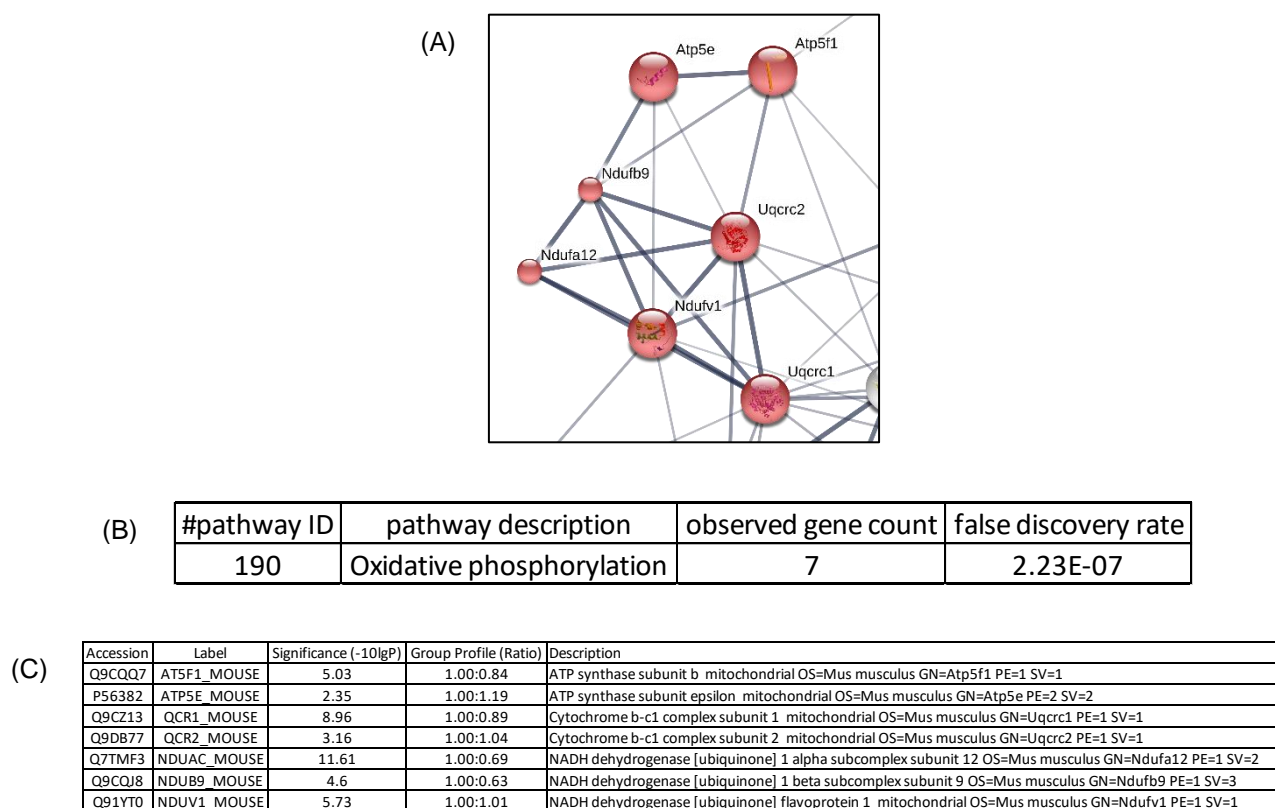 (A)
Atp5e
Atp5f1
Ndufb9
Uqcrc2
Ndufa12
Ndufv1
Uqcrc1
(B)
#pathway ID pathway description observed gene count false discovery rate
190 Oxidative phosphorylation 7 2.23E-07
(C)
Accession Label Significance (-10lgP) Group Profile (Ratio) Description
Q9CQQ7 AT5F1_MOUSE 5.03 1.00:0.84 ATP synthase subunit b mitochondrial OS=Mus musculus GN=Atp5f1 PE=1 SV=1
P56382 ATP5E_MOUSE 2.35 1.00:1.19 ATP synthase subunit epsilon mitochondrial OS=Mus musculus GN=Atp5e PE=2 SV=2
Q9CZ13 QCR1_MOUSE 8.96 1.00:0.89 Cytochrome b-c1 complex subunit 1 mitochondrial OS=Mus musculus GN=Uqcrc1 PE=1 SV=1
Q9DB77 QCR2_MOUSE 3.16 1.00:1.04 Cytochrome b-c1 complex subunit 2 mitochondrial OS=Mus musculus GN=Uqcrc2 PE=1 SV=1
Q7TMF3 NDUAC_MOUSE 11.61 1.00:0.69 NADH dehydrogenase [ubiquinone] 1 alpha subcomplex subunit 12 OS=Mus musculus GN=Ndufa12 PE=1 SV=2
Q9CQJ8 NDUB9_MOUSE 4.6 1.00:0.63 NADH dehydrogenase [ubiquinone] 1 beta subcomplex subunit 9 OS=Mus musculus GN=Ndufb9 PE=1 SV=3
Q91YT0 NDUV1_MOUSE 5.73 1.00:1.01 NADH dehydrogenase [ubiquinone] flavoprotein 1 mitochondrial OS=Mus musculus GN=Ndufv1 PE=1 SV=1